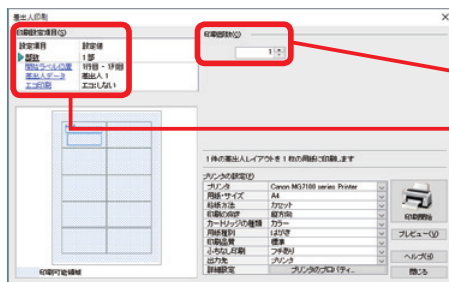 差出人印刷
印刷設定項目(S)
設定項目 設定値
部数 1部
開始ラベル位置 1行目 - 1列目
差出人データ 差出人 1
エコ印刷 エコしない
印刷部数(C)
1
1 件の差出人レイアウトを 1 枚の用紙に印刷します
プリンタの設定(P)
プリンタ Canon MG7100 series Printer
用紙・サイズ A4
給紙方法 カセット
印刷の向き 縦方向
カートリッジの種類 カラー
用紙種別 はがき
印刷品質 標準
ふちなし印刷 フチあり
出力先 プリンタ
詳細設定 プリンタのプロパティ...
印刷開始
プレビュー(V)
ヘルプ(H)
閉じる
印刷可能領域